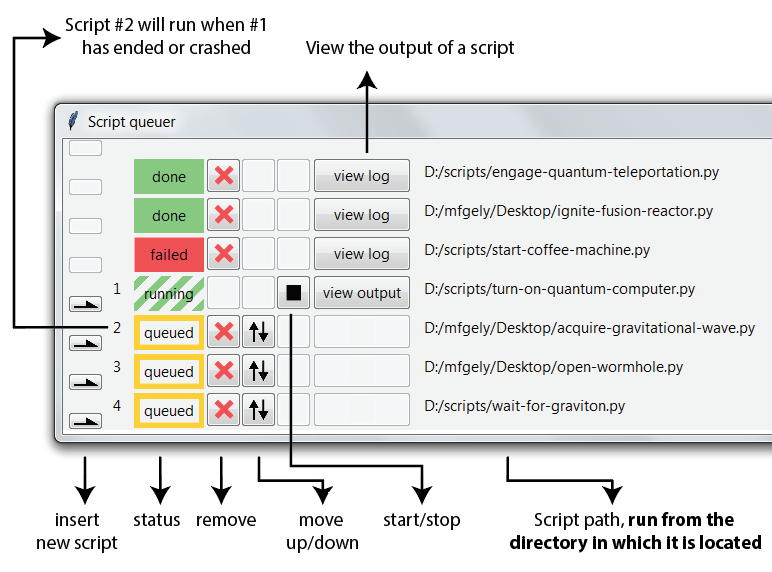 Script #2 will run when #1
has ended or crashed
View the output of a script
Script queuer
done view log D:/scripts/engage-quantum-teleportation.py
done view log D:/mfgely/Desktop/ignite-fusion-reactor.py
failed view log D:/scripts/start-coffee-machine.py
1 running view output D:/scripts/turn-on-quantum-computer.py
2 queued D:/mfgely/Desktop/acquire-gravitational-wave.py
3 queued D:/mfgely/Desktop/open-wormhole.py
4 queued D:/scripts/wait-for-graviton.py
insert
new script
status
remove
move
up/down
start/stop
Script path, run from the
directory in which it is located